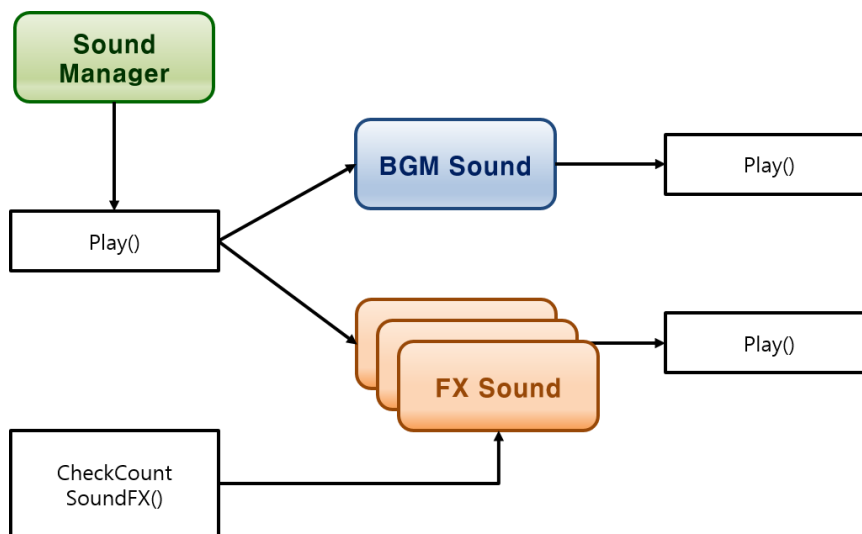 Sound
Manager
BGM Sound
Play()
Play()
FX Sound
Play()
CheckCount
SoundFX()